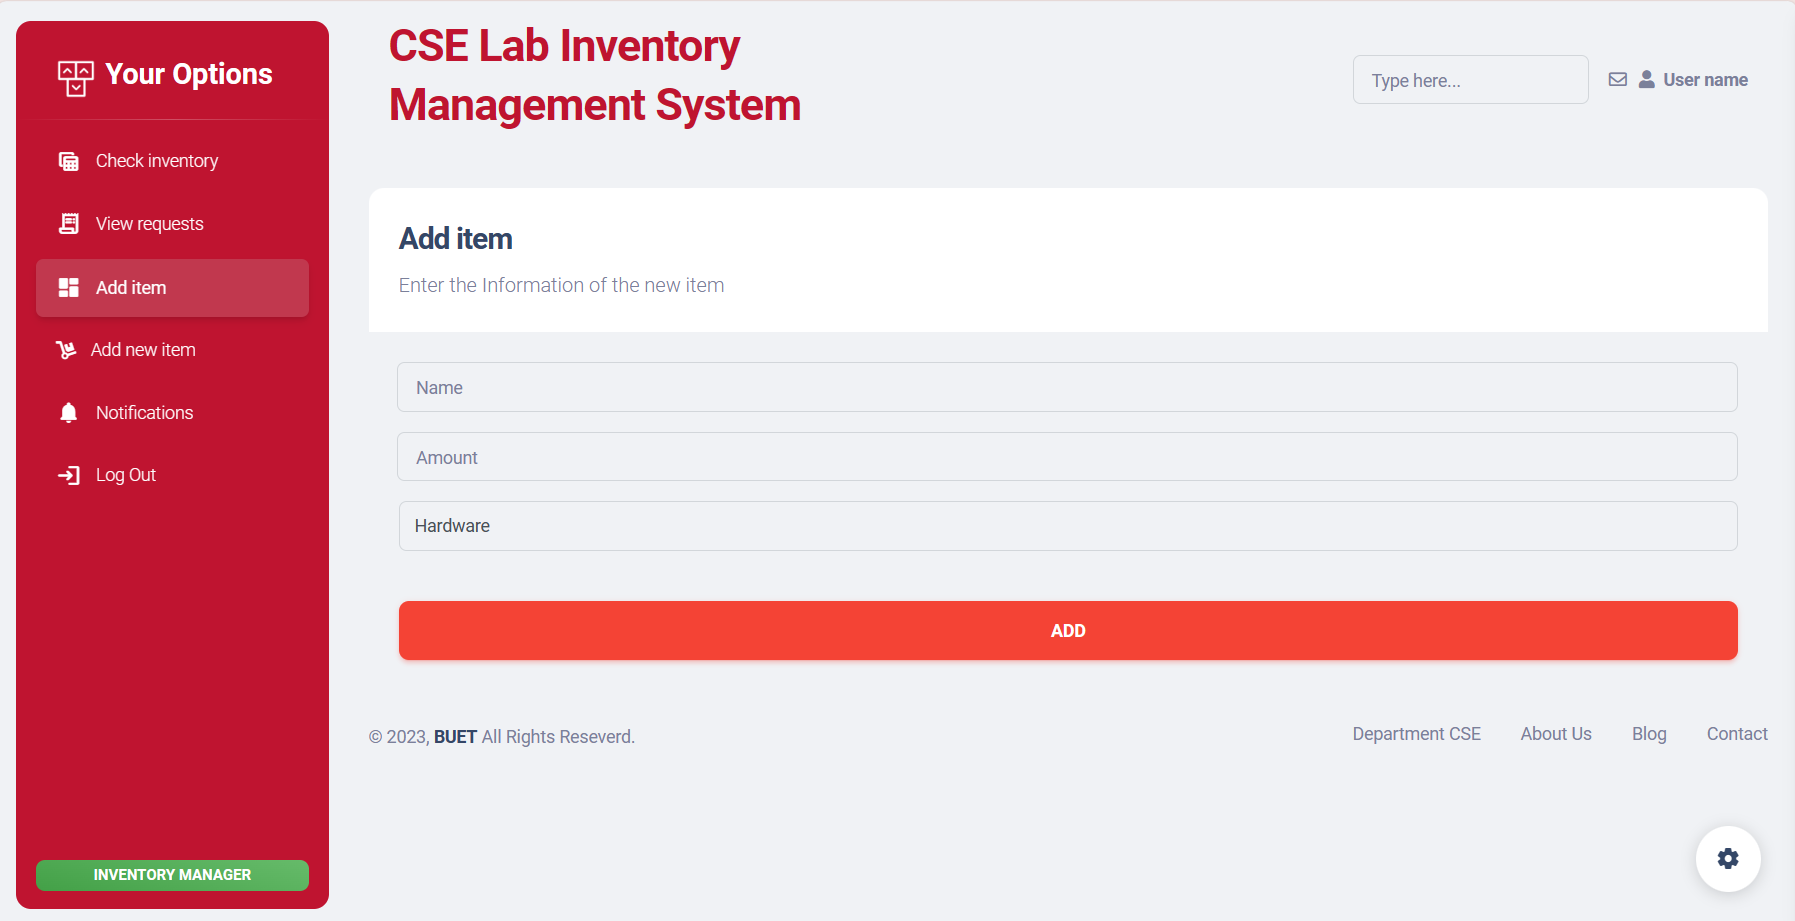 Your Options
Check inventory
View requests
Add item
Add new item
Notifications
Log Out
INVENTORY MANAGER
CSE Lab Inventory
Management System
Type here...
User name
Add item
Enter the Information of the new item
Name
Amount
Hardware
ADD
© 2023, BUET All Rights Reseverd.
Department CSE
About Us
Blog
Contact